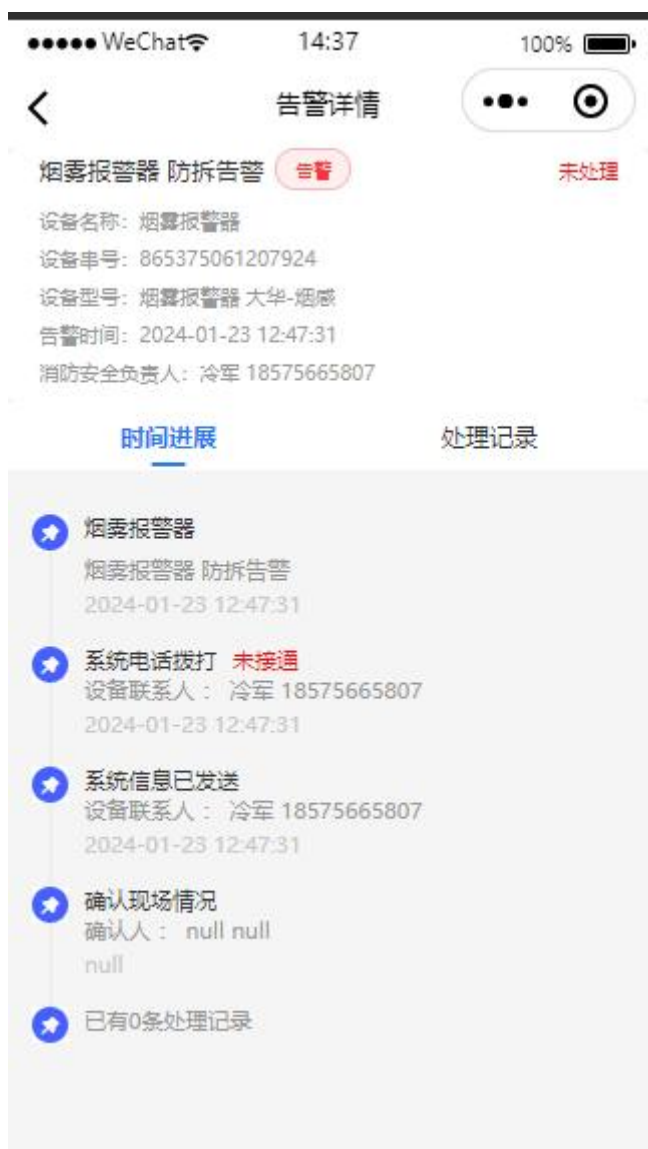 WeChat 14:37 100%
告警详情
烟雾报警器 防拆告警 告警 未处理
设备名称：烟雾报警器
设备串号：865375061207924
设备型号：烟雾报警器 大华-烟感
告警时间：2024-01-23 12:47:31
消防安全负责人：冷军 18575665807
时间进展 处理记录
烟雾报警器
烟雾报警器 防拆告警
2024-01-23 12:47:31
系统电话拨打 未接通
设备联系人： 冷军 18575665807
2024-01-23 12:47:31
系统信息已发送
设备联系人： 冷军 18575665807
2024-01-23 12:47:31
确认现场情况
确认人： null null
null
已有0条处理记录